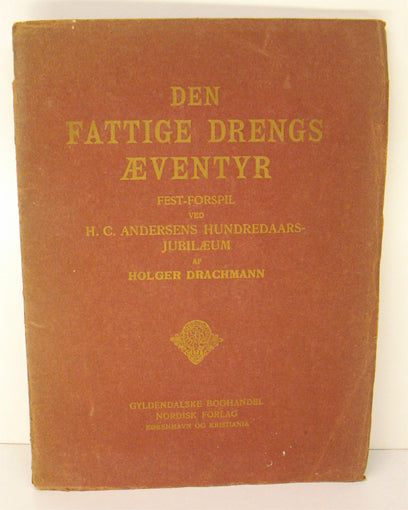 DEN
FATTIGE DRENGS
ÆVENTYR
FEST-FORSPIL
VED
H. C. ANDERSENS HUNDREDAARS-
JUBILÆUM
AF
HOLGER DRACHMANN
GYLDENDALSKE BOGHANDEL
NORDISK FORLAG
KØBENHAVN OG KRISTIANIA